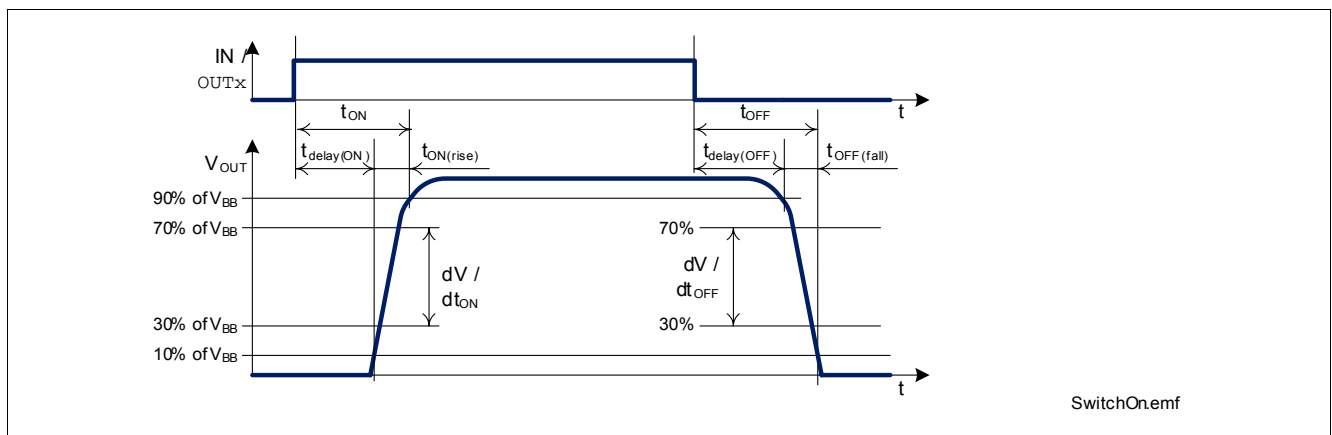 IN /
OUTx
t
tON
tOFF
tdelay(ON)
tON(rise)
tdelay(OFF)
tOFF(fall)
VOUT
90% of VBB
70% of VBB
70%
dV /
dtON
dV /
dtOFF
30% of VBB
30%
10% of VBB
t
SwitchOn.emf